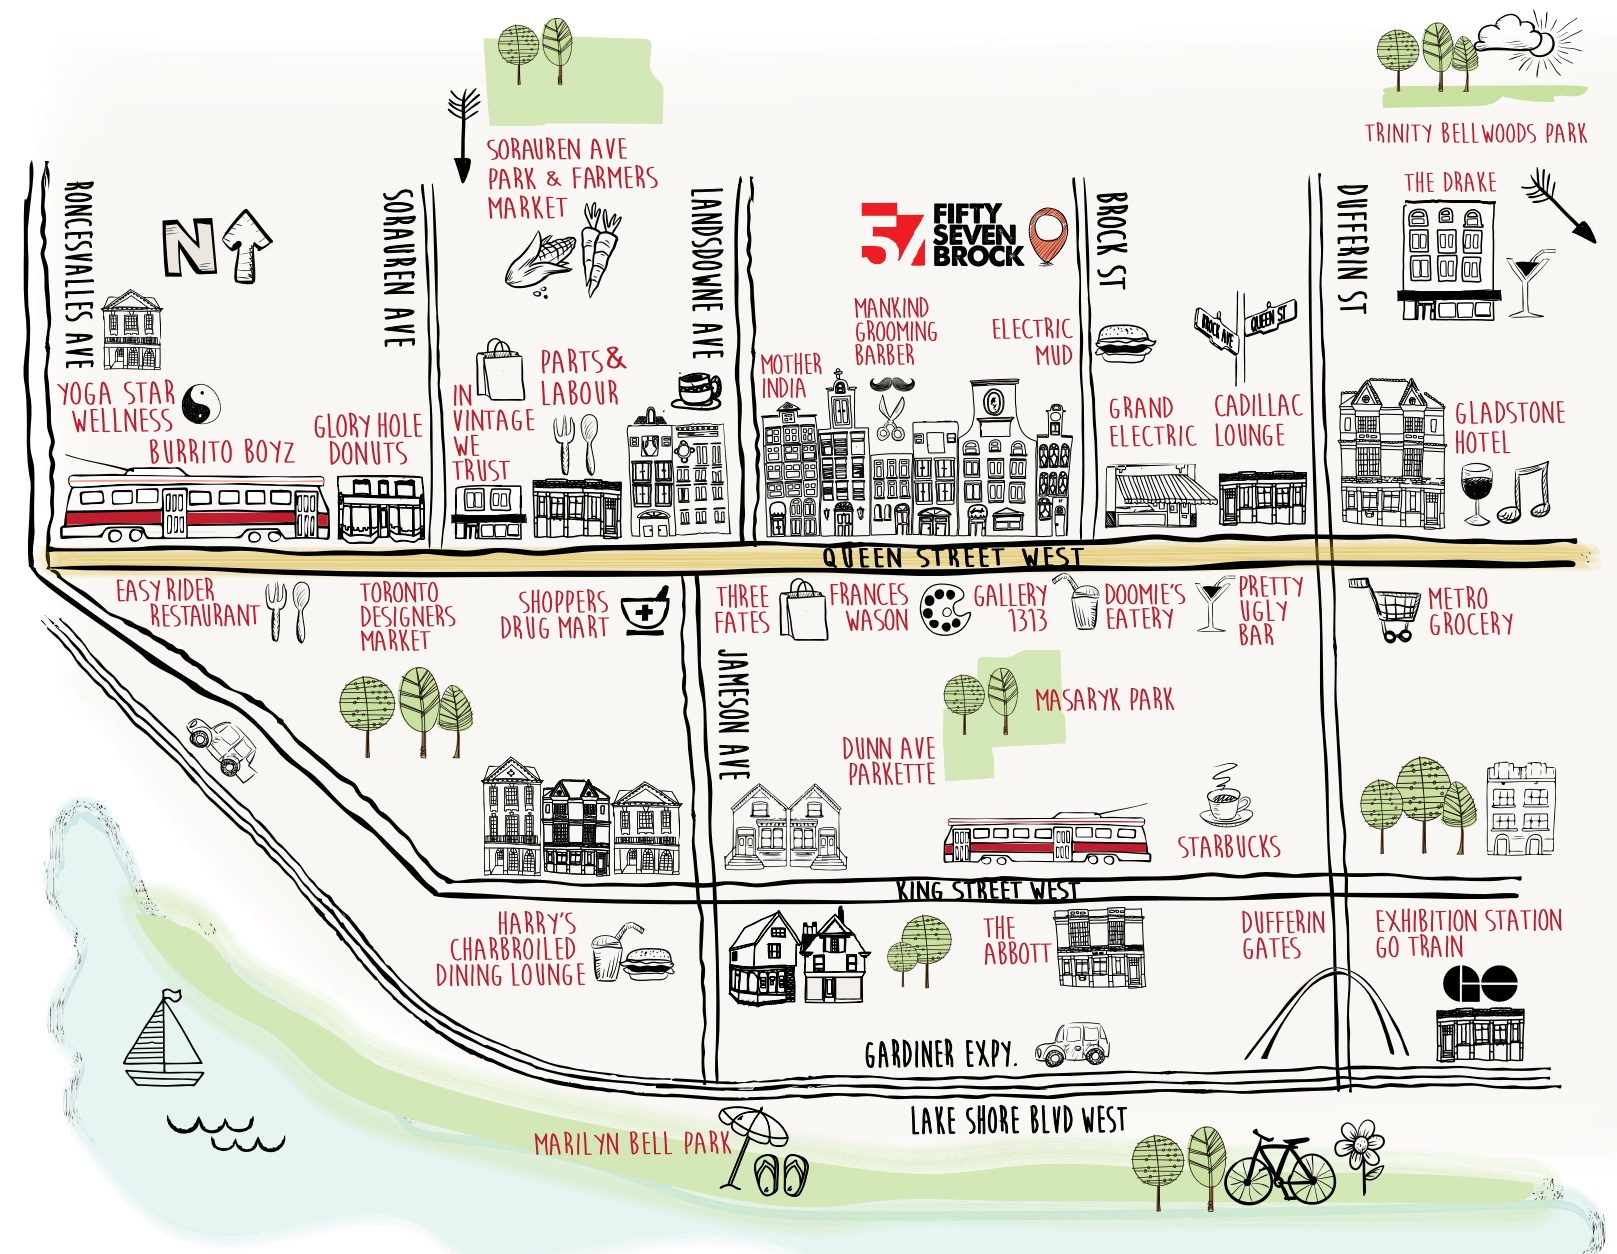 TRINITY BELLWOODS PARK
SORAUREN AVE
PARK & FARMERS
MARKET
THE DRAKE
RONCESVALLES AVE
N
SORAUREN AVE
LANDSDOWNE AVE
57
FIFTY
SEVEN
BROCK
BROCK ST
DUFFERIN ST
BROCK AVE
QUEEN ST
MANKIND
GROOMING
BARBER
ELECTRIC
MUD
MOTHER
INDIA
PARTS&
LABOUR
IN
VINTAGE
WE
TRUST
YOGA STAR
WELLNESS
BURRITO BOYZ
GLORY HOLE
DONUTS
GRAND
ELECTRIC
CADILLAC
LOUNGE
GLADSTONE
HOTEL
QUEEN STREET WEST
EASY RIDER
RESTAURANT
TORONTO
DESIGNERS
MARKET
SHOPPERS
DRUG MART
THREE
FATES
FRANCES
WASON
GALLERY
1313
DOOMIE'S
EATERY
PRETTY
UGLY
BAR
METRO
GROCERY
JAMESON AVE
MASARYK PARK
DUNN AVE
PARKETTE
STARBUCKS
KING STREET WEST
HARRY'S
CHARBROILED
DINING LOUNGE
THE
ABBOTT
DUFFERIN
GATES
EXHIBITION STATION
GO TRAIN
GO
GARDINER EXPY.
LAKE SHORE BLVD WEST
MARILYN BELL PARK